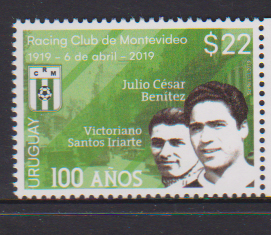 Racing Club de Montevideo
1919 - 6 de abril - 2019
$22
CRM
Julio César
Benítez
Victoriano
Santos Iriarte
URUGUAY
100 AÑOS